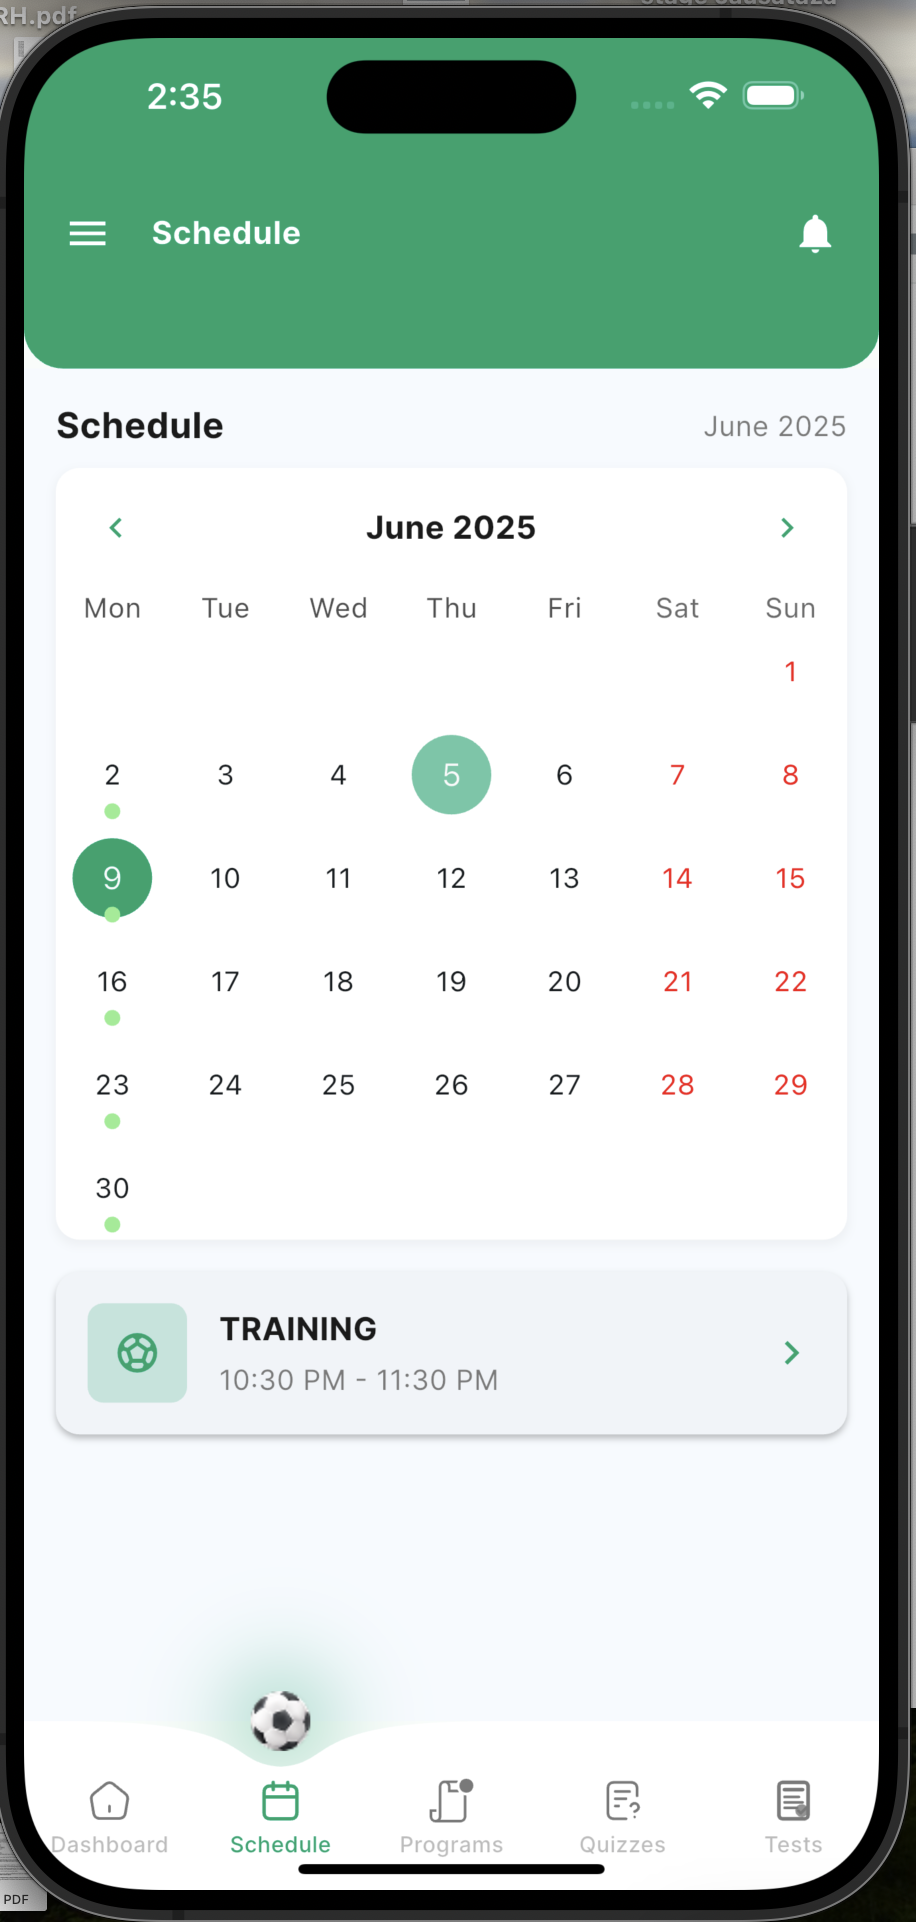 RH.pdf
2:35
Schedule
Schedule June 2025
June 2025
Mon Tue Wed Thu Fri Sat Sun
1
2 3 4 5 6 7 8
9 10 11 12 13 14 15
16 17 18 19 20 21 22
23 24 25 26 27 28 29
30
TRAINING
10:30 PM - 11:30 PM
Dashboard Schedule Programs Quizzes Tests
PDF